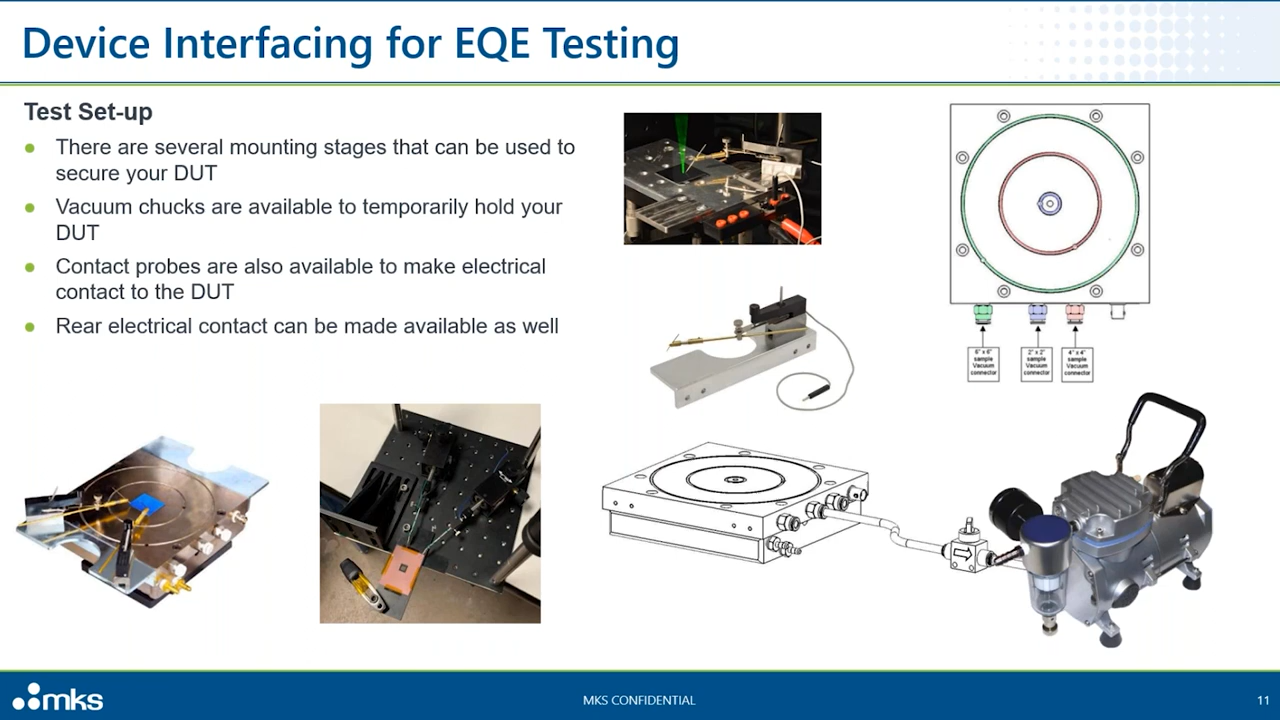 Device Interfacing for EQE Testing
Test Set-up
There are several mounting stages that can be used to
secure your DUT
Vacuum chucks are available to temporarily hold your
DUT
Contact probes are also available to make electrical
contact to the DUT
Rear electrical contact can be made available as well
6" x 6"
sample
Vacuum
connector
2" x 2"
sample
Vacuum
connector
4" x 4"
sample
Vacuum
connector
mks
MKS CONFIDENTIAL
11